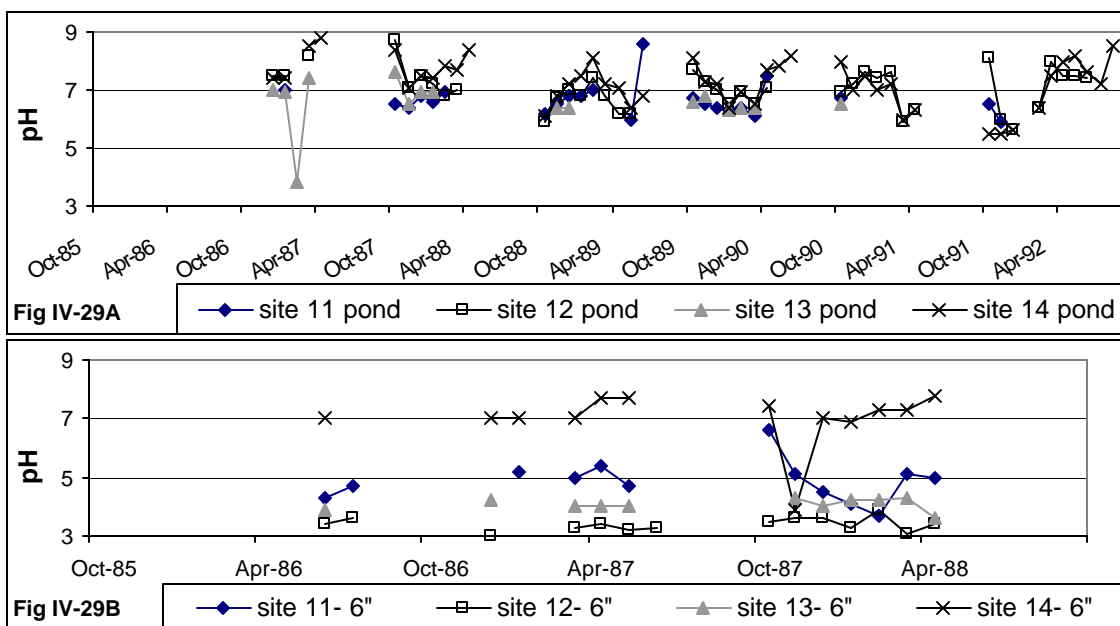 9
7
5
3
pH
Oct-85 Apr-86 Oct-86 Apr-87 Oct-87 Apr-88 Oct-88 Apr-89 Oct-89 Apr-90 Oct-90 Apr-91 Oct-91 Apr-92
Fig IV-29A
site 11 pond site 12 pond site 13 pond site 14 pond
9
7
5
3
pH
Oct-85 Apr-86 Oct-86 Apr-87 Oct-87 Apr-88
Fig IV-29B
site 11- 6" site 12- 6" site 13- 6" site 14- 6"